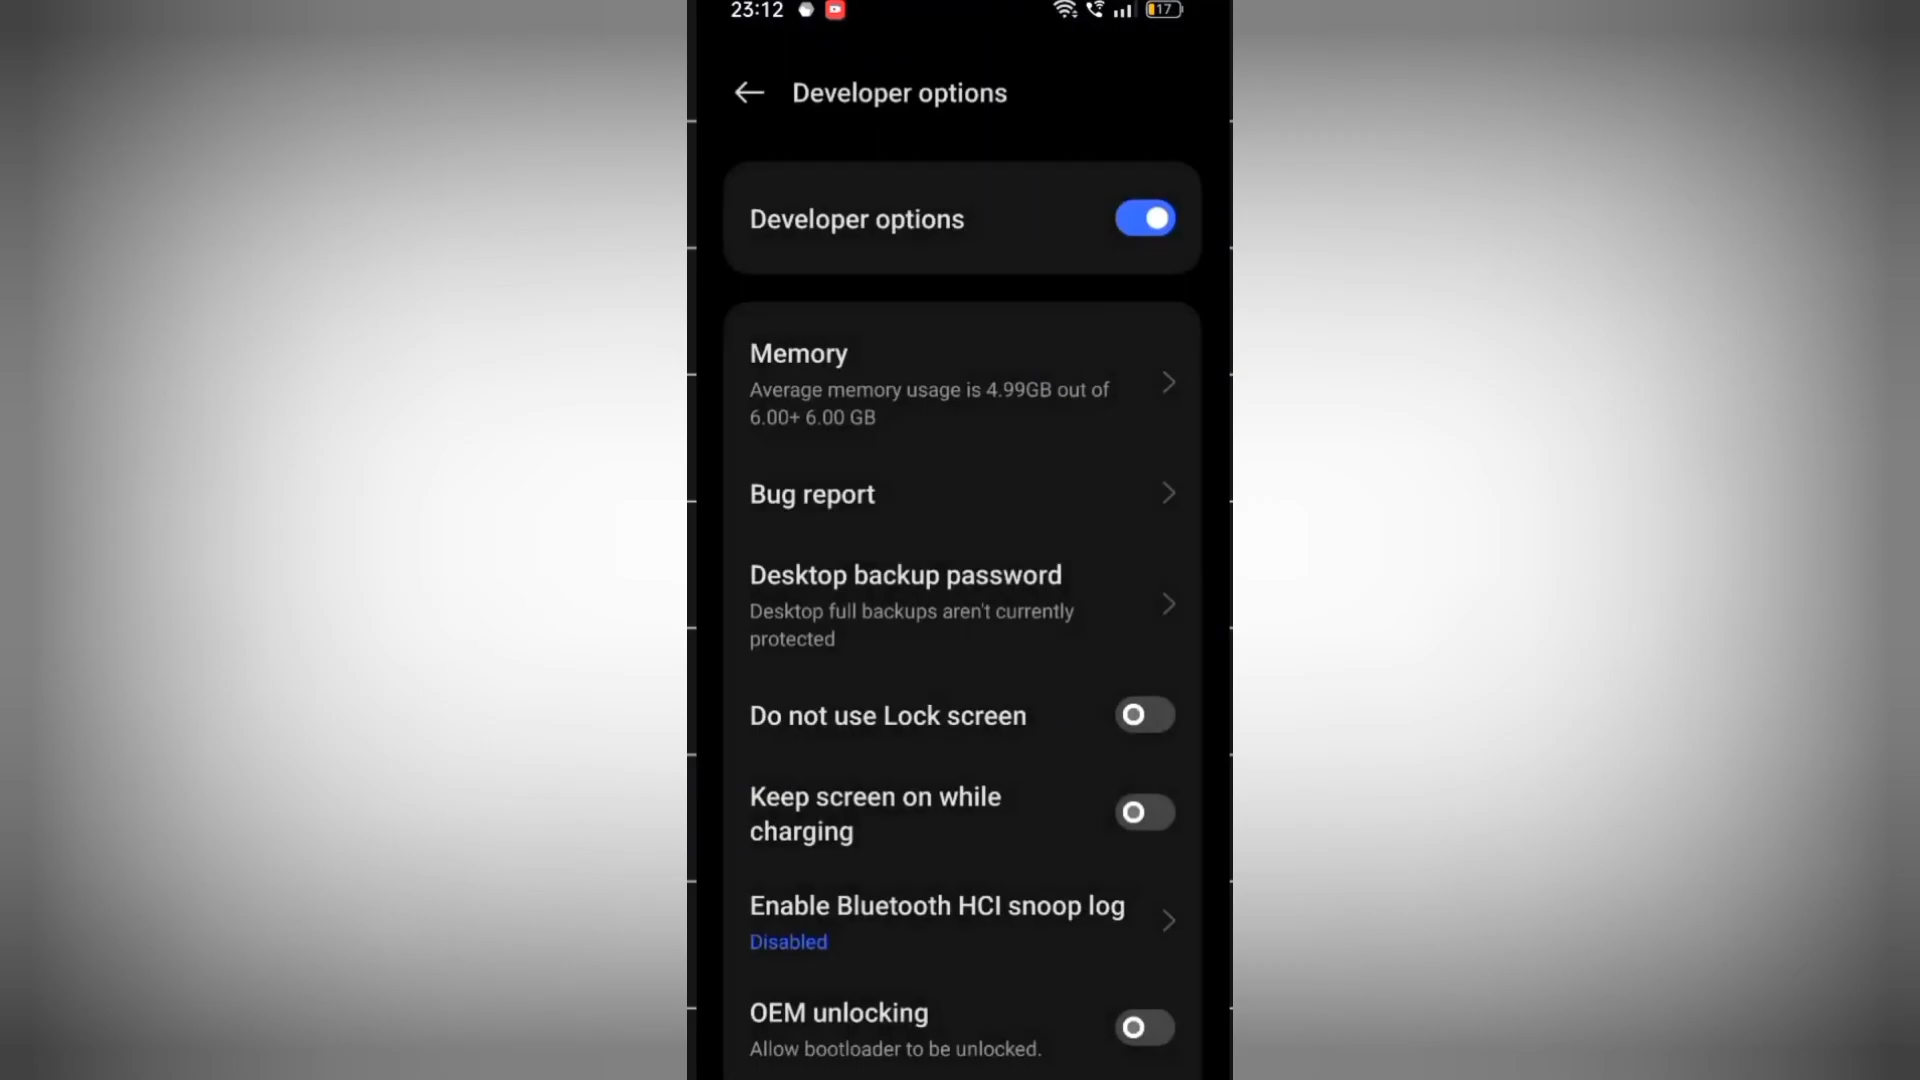 23:12
17
Developer options
Developer options
Memory
Average memory usage is 4.99GB out of
6.00+ 6.00 GB
Bug report
Desktop backup password
Desktop full backups aren't currently
protected
Do not use Lock screen
Keep screen on while
charging
Enable Bluetooth HCI snoop log
Disabled
OEM unlocking
Allow bootloader to be unlocked.